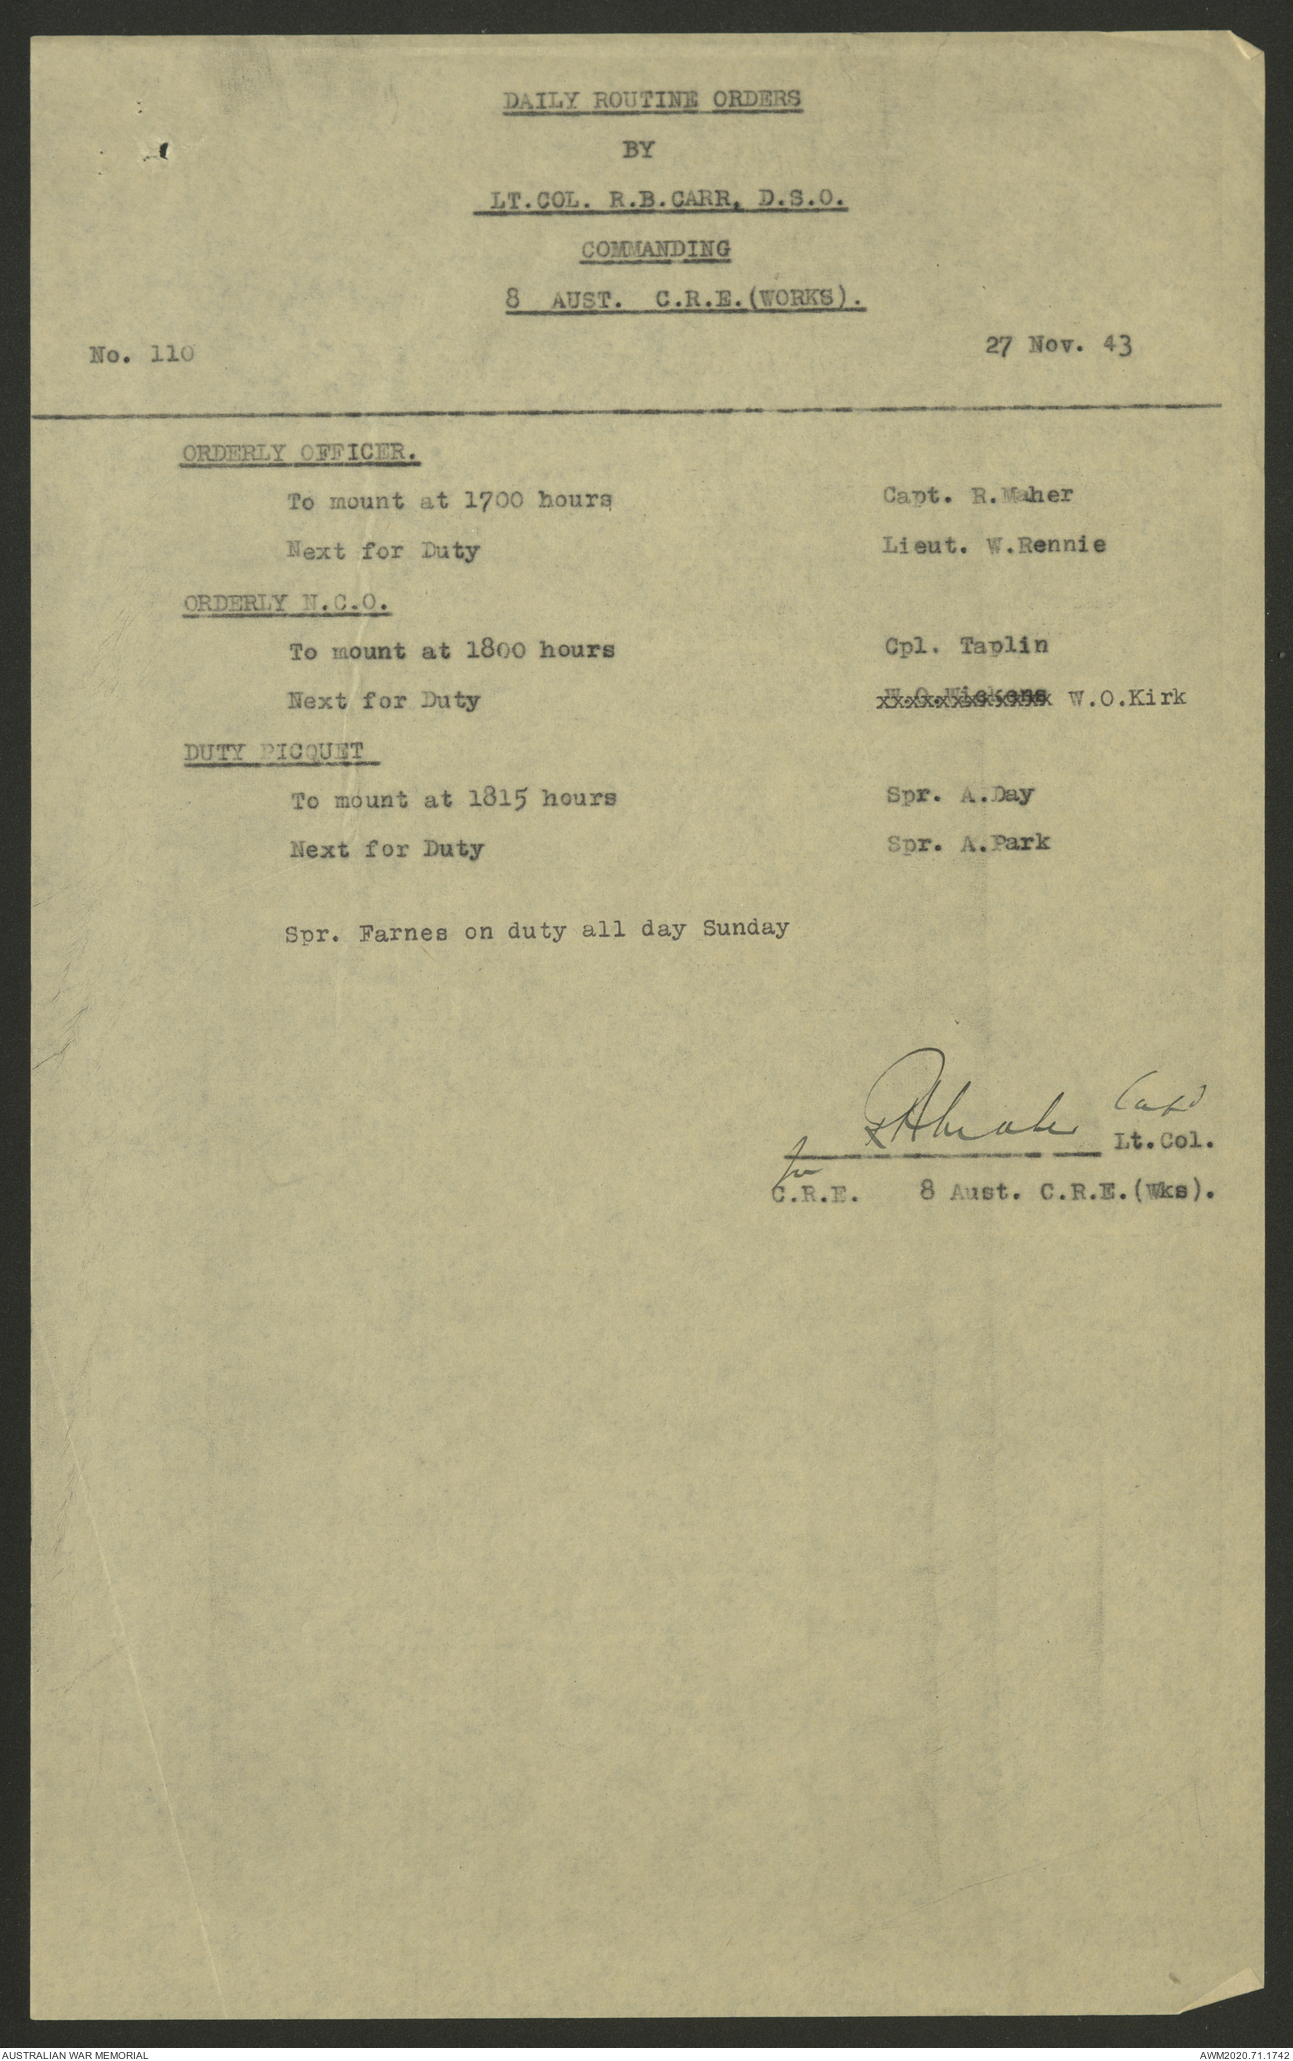 DAILY ROUTINE ORDERS
BY
LT.COL. R.B.CARR, D.S.O.
COMMANDING
8 AUST. C.R.E.(WORKS).
No. 110 27 Nov. 43
ORDERLY OFFICER.
To mount at 1700 hours Capt. R.Maher
Next for Duty Lieut. W.Rennie
ORDERLY N.C.O.
To mount at 1800 hours Cpl. Taplin
Next for Duty W.O.Wickens W.O.Kirk
DUTY PICQUET
To mount at 1815 hours Spr. A.Day
Next for Duty Spr. A.Park
Spr. Farnes on duty all day Sunday
Capt
Lt.Col.
for
C.R.E. 8 Aust. C.R.E.(Wks).
AUSTRALIAN WAR MEMORIAL AWM2020.71.1742